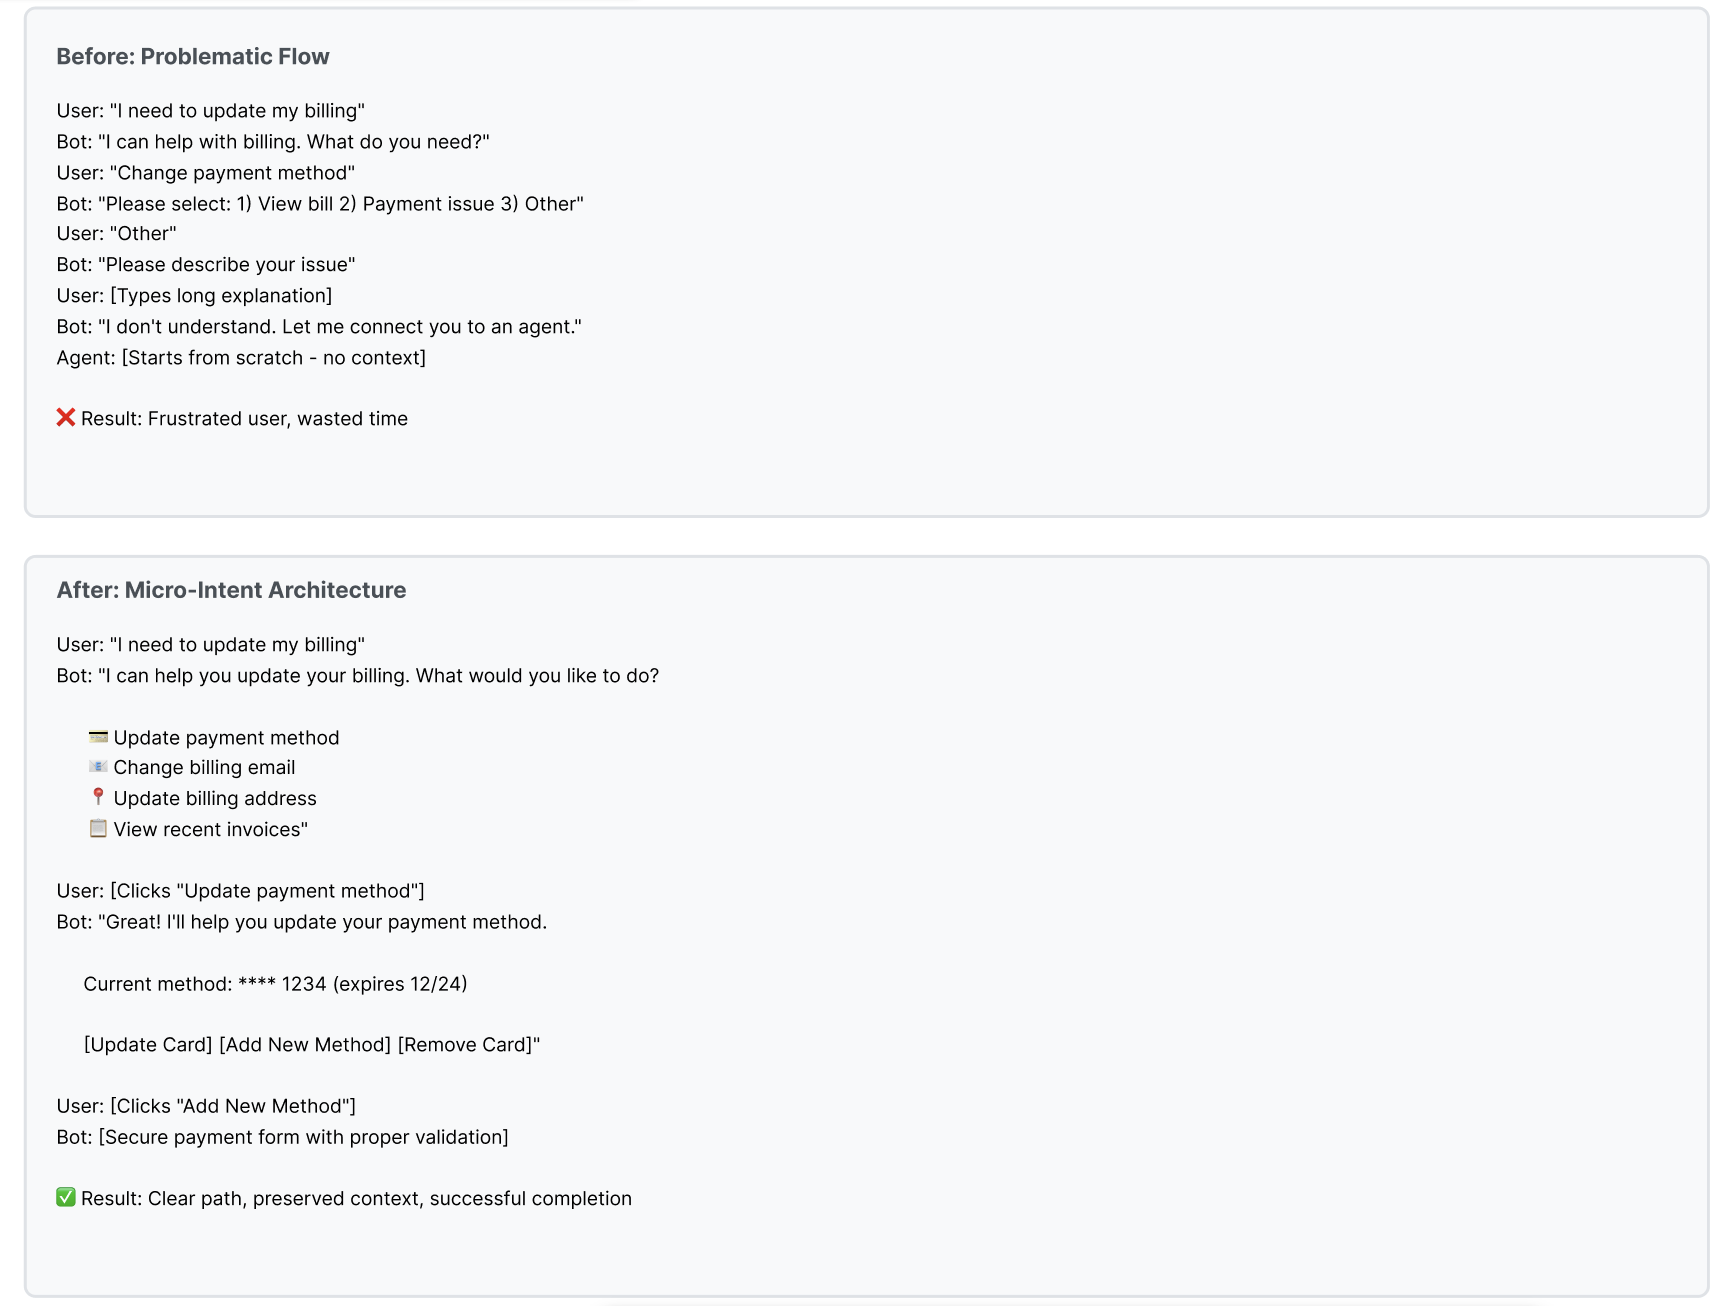 Before: Problematic Flow
User: "I need to update my billing"
Bot: "I can help with billing. What do you need?"
User: "Change payment method"
Bot: "Please select: 1) View bill 2) Payment issue 3) Other"
User: "Other"
Bot: "Please describe your issue"
User: [Types long explanation]
Bot: "I don't understand. Let me connect you to an agent."
Agent: [Starts from scratch - no context]
❌ Result: Frustrated user, wasted time
After: Micro-Intent Architecture
User: "I need to update my billing"
Bot: "I can help you update your billing. What would you like to do?
💳 Update payment method
📧 Change billing email
📍 Update billing address
📋 View recent invoices"
User: [Clicks "Update payment method"]
Bot: "Great! I'll help you update your payment method.
Current method: **** 1234 (expires 12/24)
[Update Card] [Add New Method] [Remove Card]"
User: [Clicks "Add New Method"]
Bot: [Secure payment form with proper validation]
✅ Result: Clear path, preserved context, successful completion